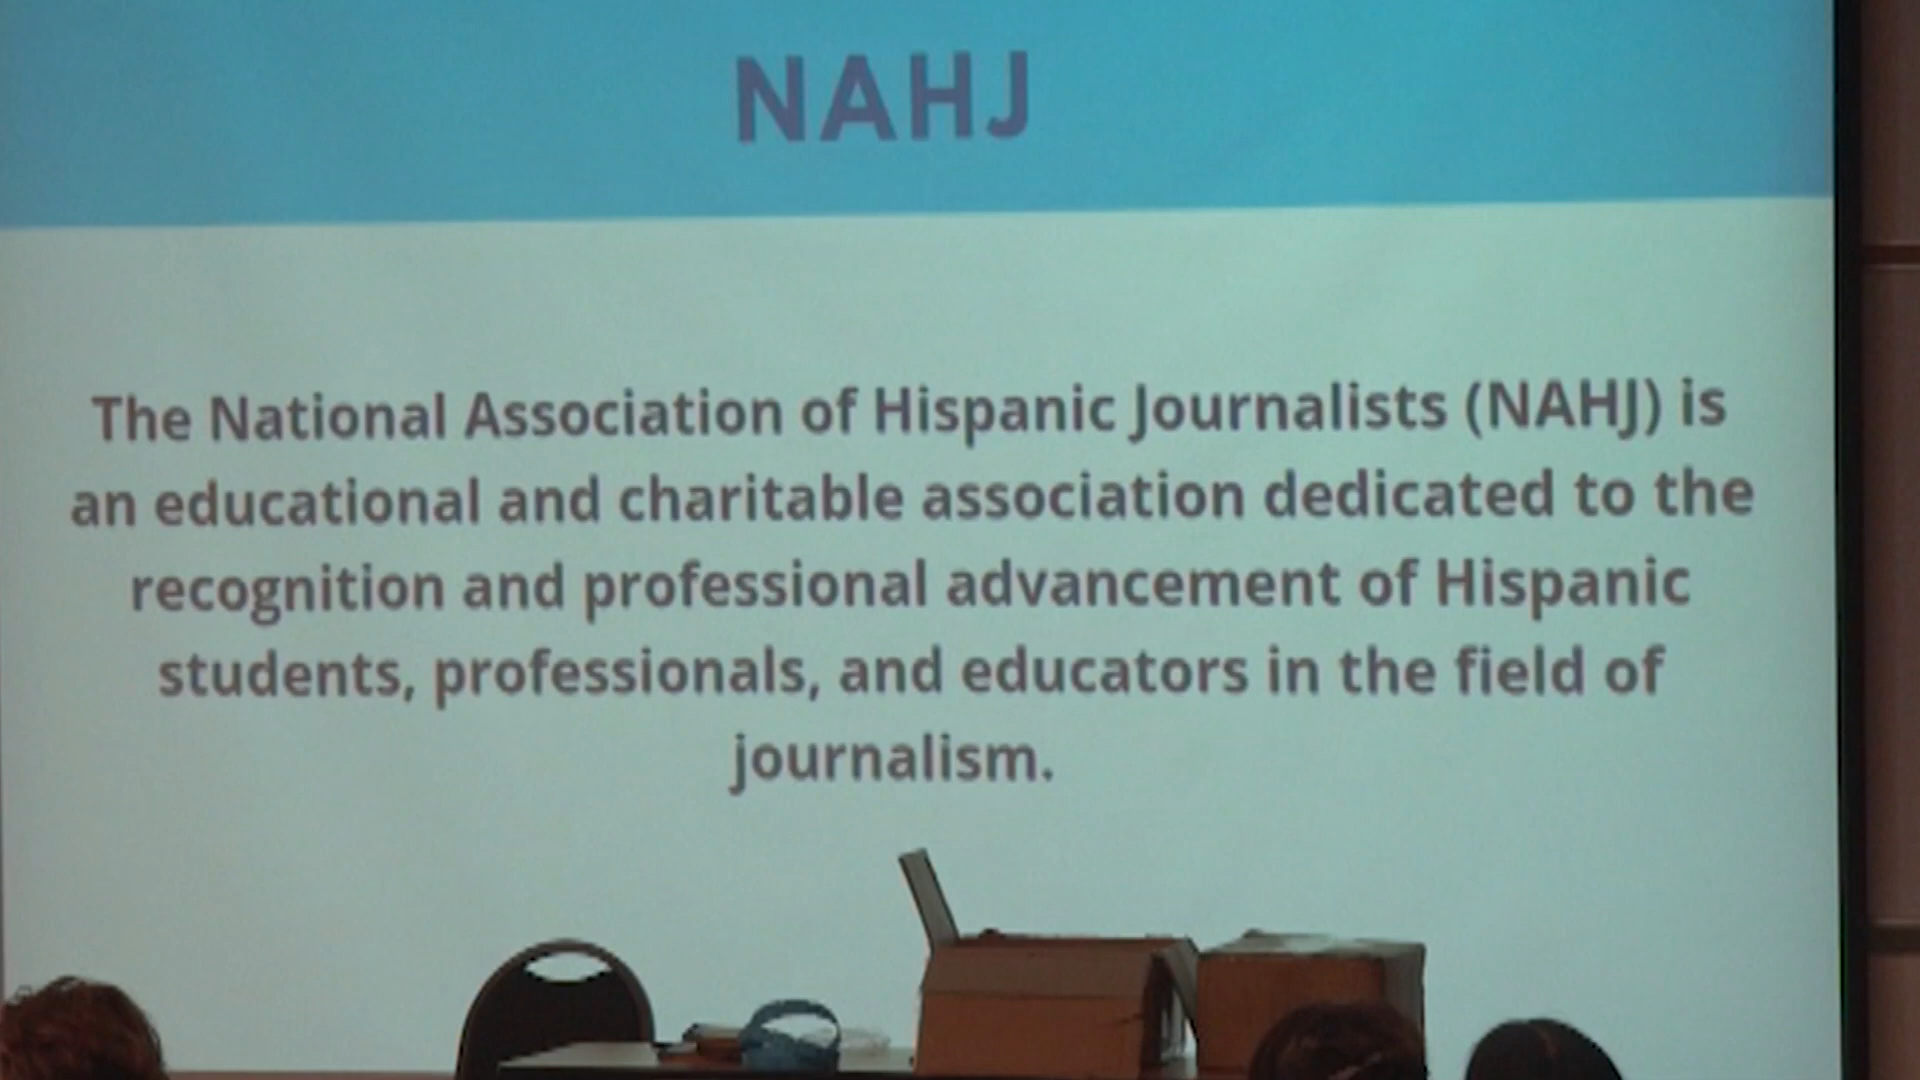 NAHJ
The National Association of Hispanic Journalists (NAHJ) is
an educational and charitable association dedicated to the
recognition and professional advancement of Hispanic
students, professionals, and educators in the field of
journalism.